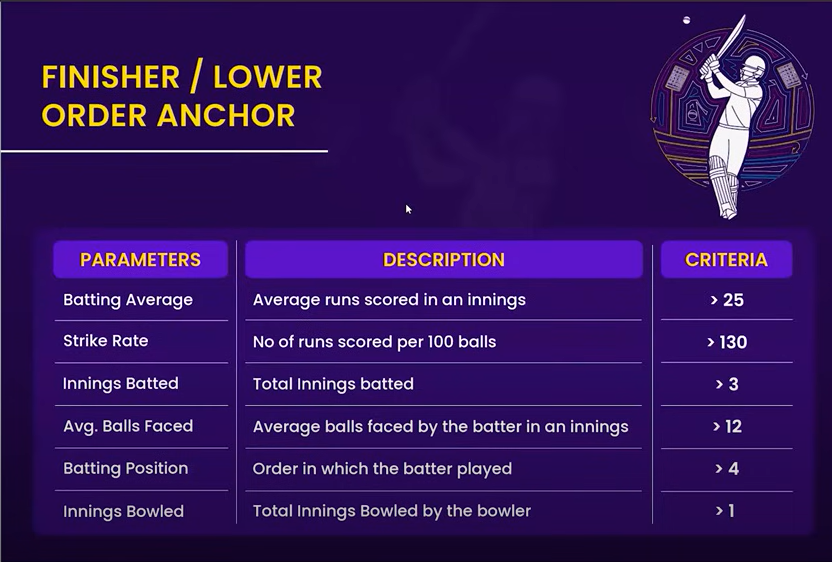 FINISHER / LOWER
ORDER ANCHOR
PARAMETERS DESCRIPTION CRITERIA
Batting Average Average runs scored in an innings > 25
Strike Rate No of runs scored per 100 balls > 130
Innings Batted Total Innings batted > 3
Avg. Balls Faced Average balls faced by the batter in an innings > 12
Batting Position Order in which the batter played > 4
Innings Bowled Total Innings Bowled by the bowler > 1